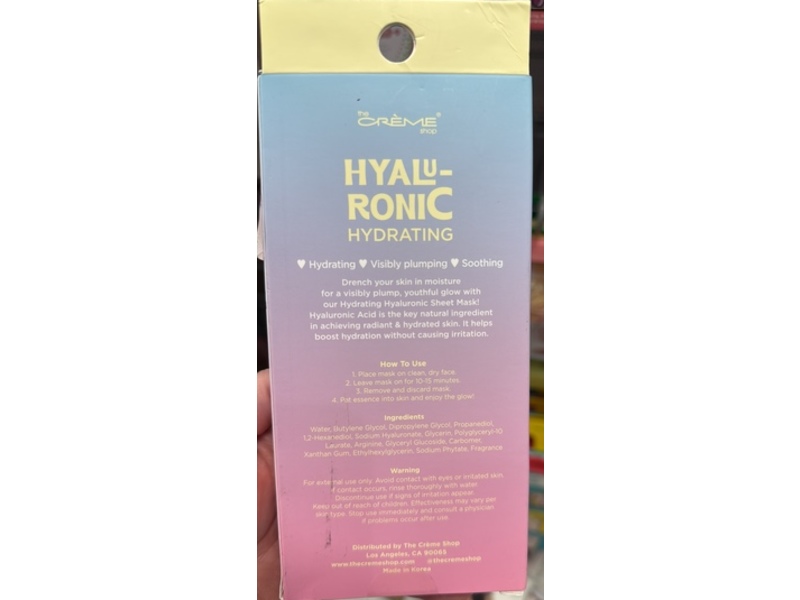 the
CRÈME®
shop
HYALU-
RONIC
HYDRATING
♥ Hydrating ♥ Visibly plumping ♥ Soothing
Drench your skin in moisture
for a visibly plump, youthful glow with
our Hydrating Hyaluronic Sheet Mask!
Hyaluronic Acid is the key natural ingredient
in achieving radiant & hydrated skin. It helps
boost hydration without causing irritation.
How To Use
1. Place mask on clean, dry face.
2. Leave mask on for 10-15 minutes
3. Remove and discard mask.
4. Pat essence into skin and enjoy the glow!
Ingredients
Water, Butylene Glycol, Dipropylene Glycol, Propanediol,
1,2-Hexanediol, Sodium Hyaluronate, Glycerin, Polyglyceryl-10
Laurate, Arginine, Glyceryl Glucoside, Carbomer,
Xanthan Gum, Ethylhexylglycerin, Sodium Phytate, Fragrance
Warning
For external use only. Avoid contact with eyes or irritated skin.
If contact occurs, rinse thoroughly with water.
Discontinue use if signs of irritation appear.
Keep out of reach of children. Effectiveness may vary per
skin type. Stop use immediately and consult a physician
if problems occur after use.
Distributed by The Crème Shop
Los Angeles, CA 90065
www.thecremeshop.com @thecremeshop
Made in Korea